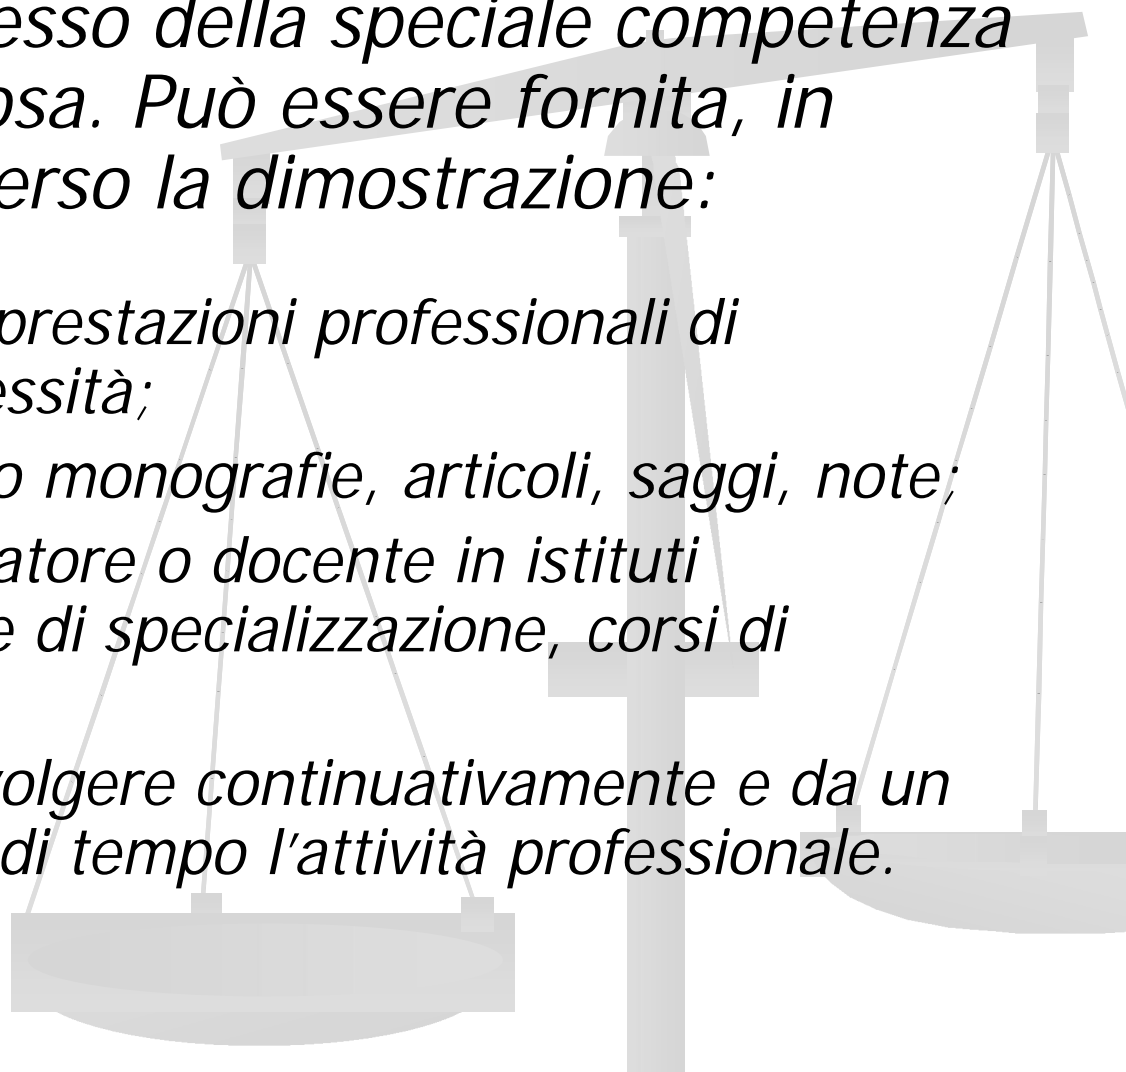 esso della speciale competenza
osa. Può essere fornita, in
erso la dimostrazione:
prestazioni professionali di
essità;
o monografie, articoli, saggi, note;
atore o docente in istituti
e di specializzazione, corsi di
volgere continuativamente e da un
di tempo l'attività professionale.